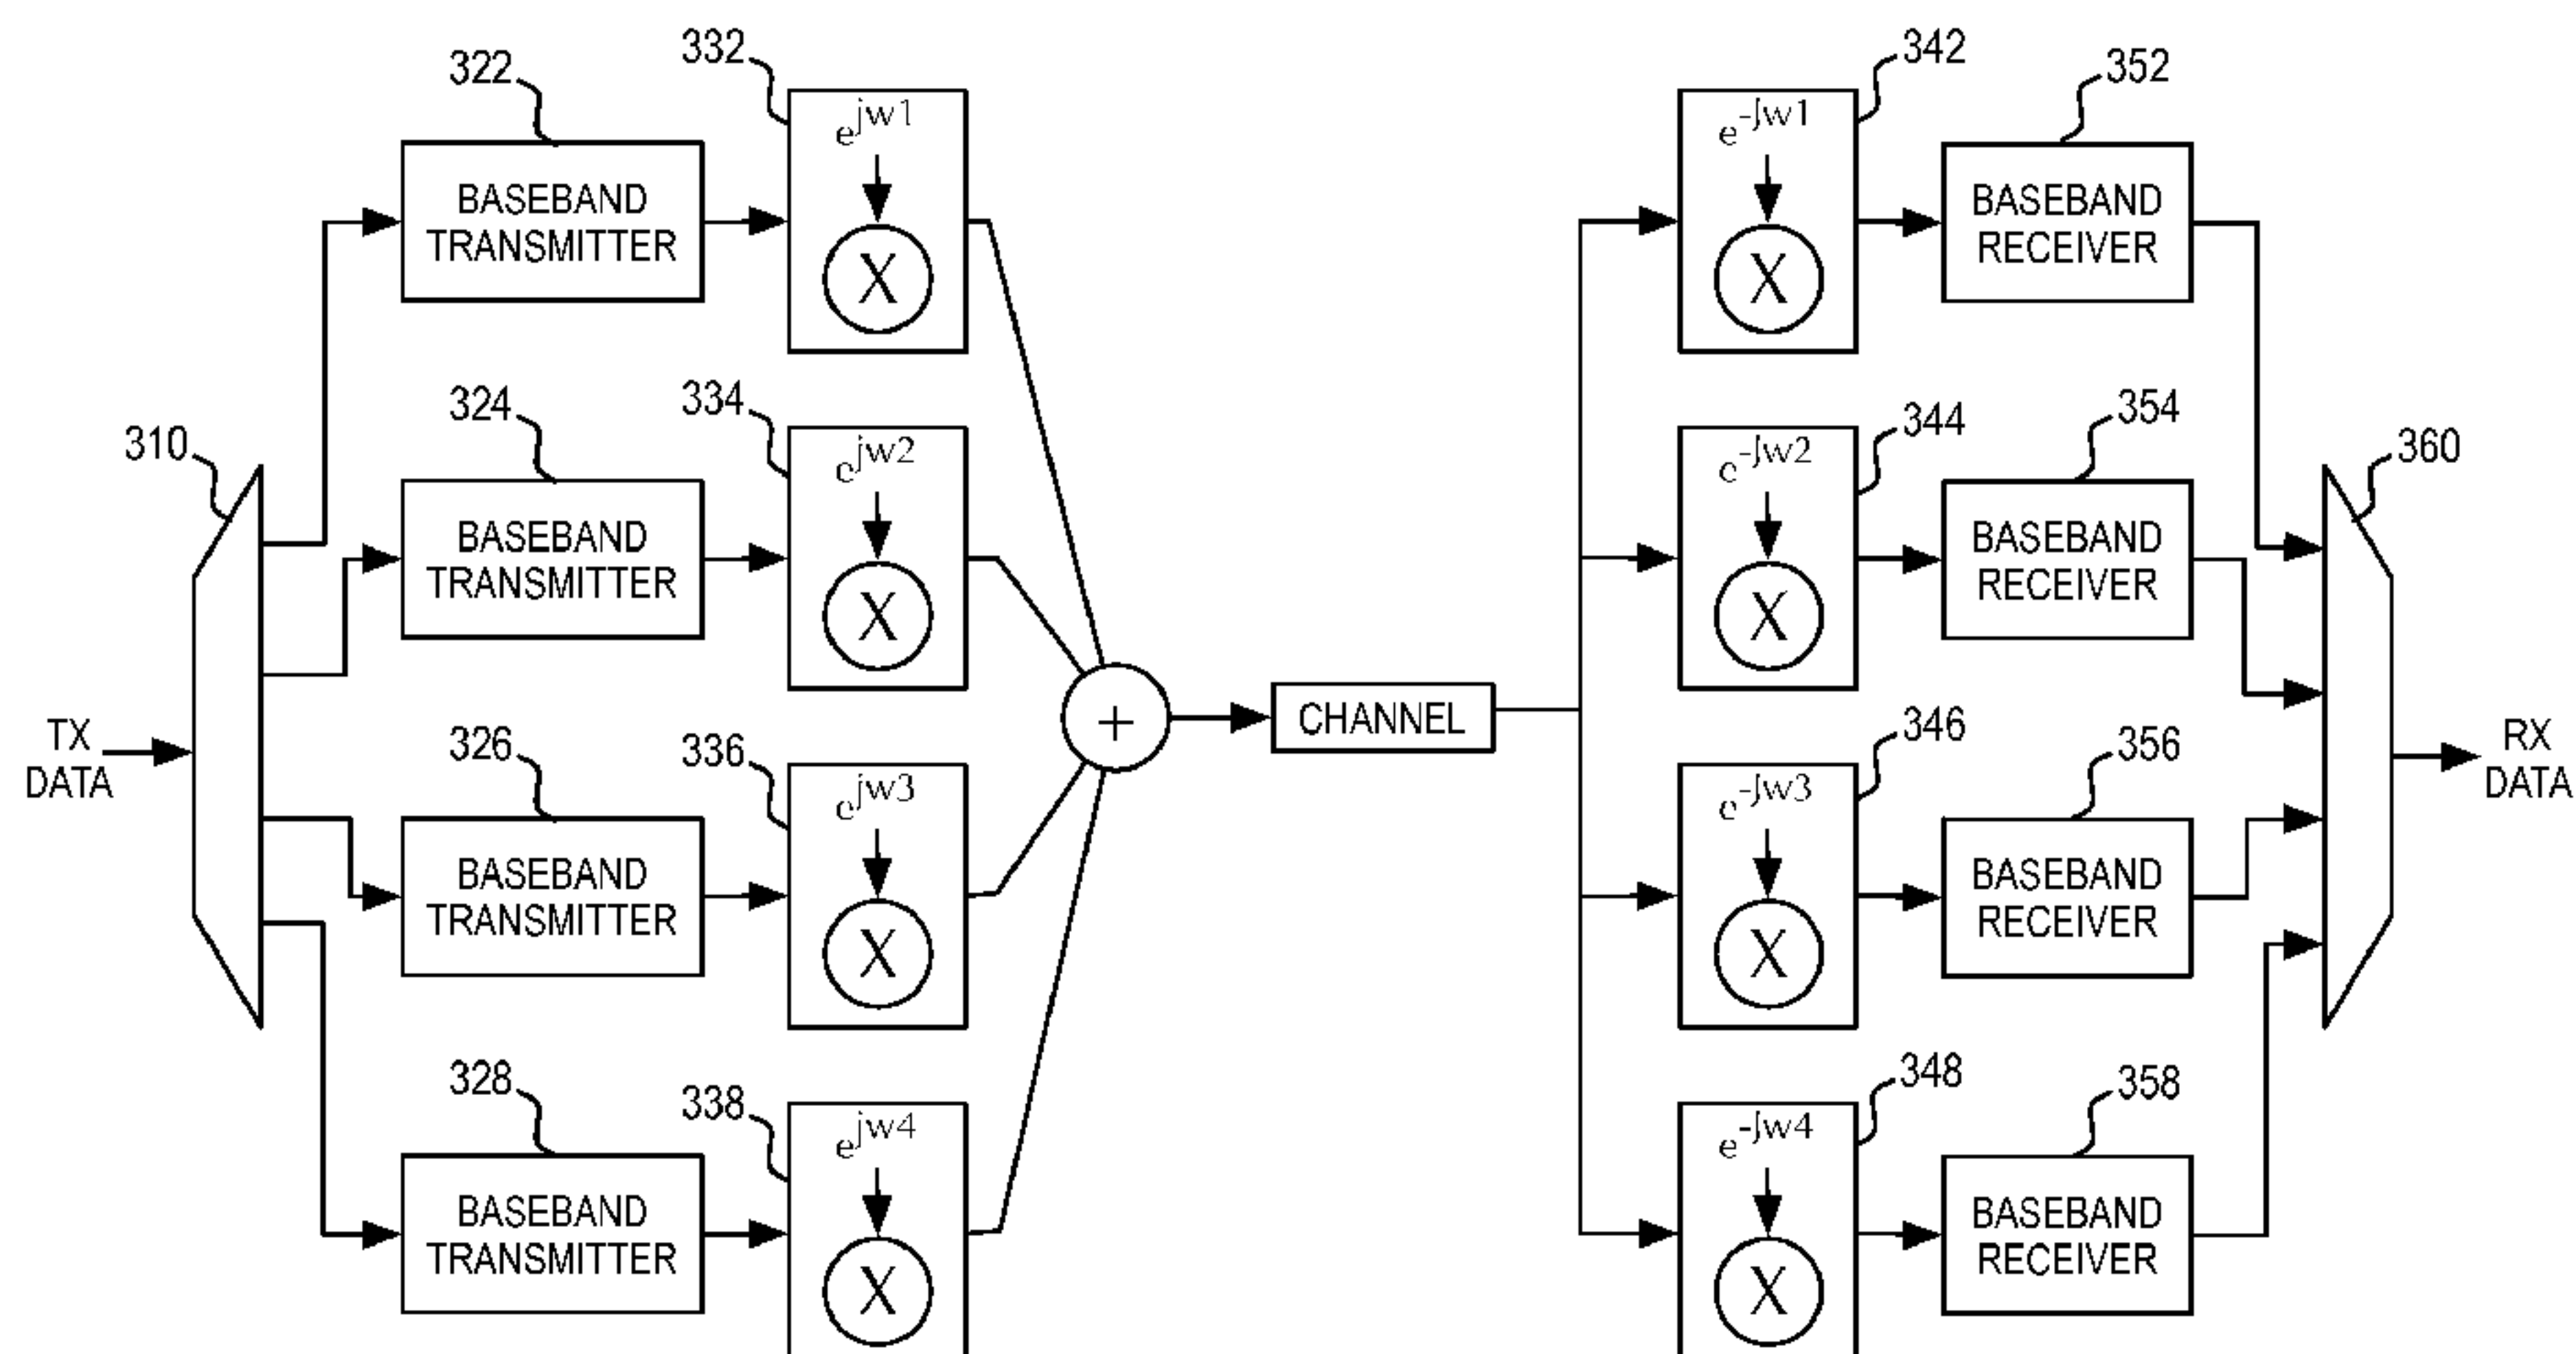 332
342
322
352
e^jw1
e^-jw1
BASEBAND
TRANSMITTER
X
X
BASEBAND
RECEIVER
334
344
324
354
310
360
e^jw2
e^-jw2
BASEBAND
TRANSMITTER
X
X
BASEBAND
RECEIVER
TX
DATA
+
CHANNEL
RX
DATA
336
346
326
356
e^jw3
e^-jw3
BASEBAND
TRANSMITTER
X
X
BASEBAND
RECEIVER
338
348
328
358
e^jw4
e^-jw4
BASEBAND
TRANSMITTER
X
X
BASEBAND
RECEIVER